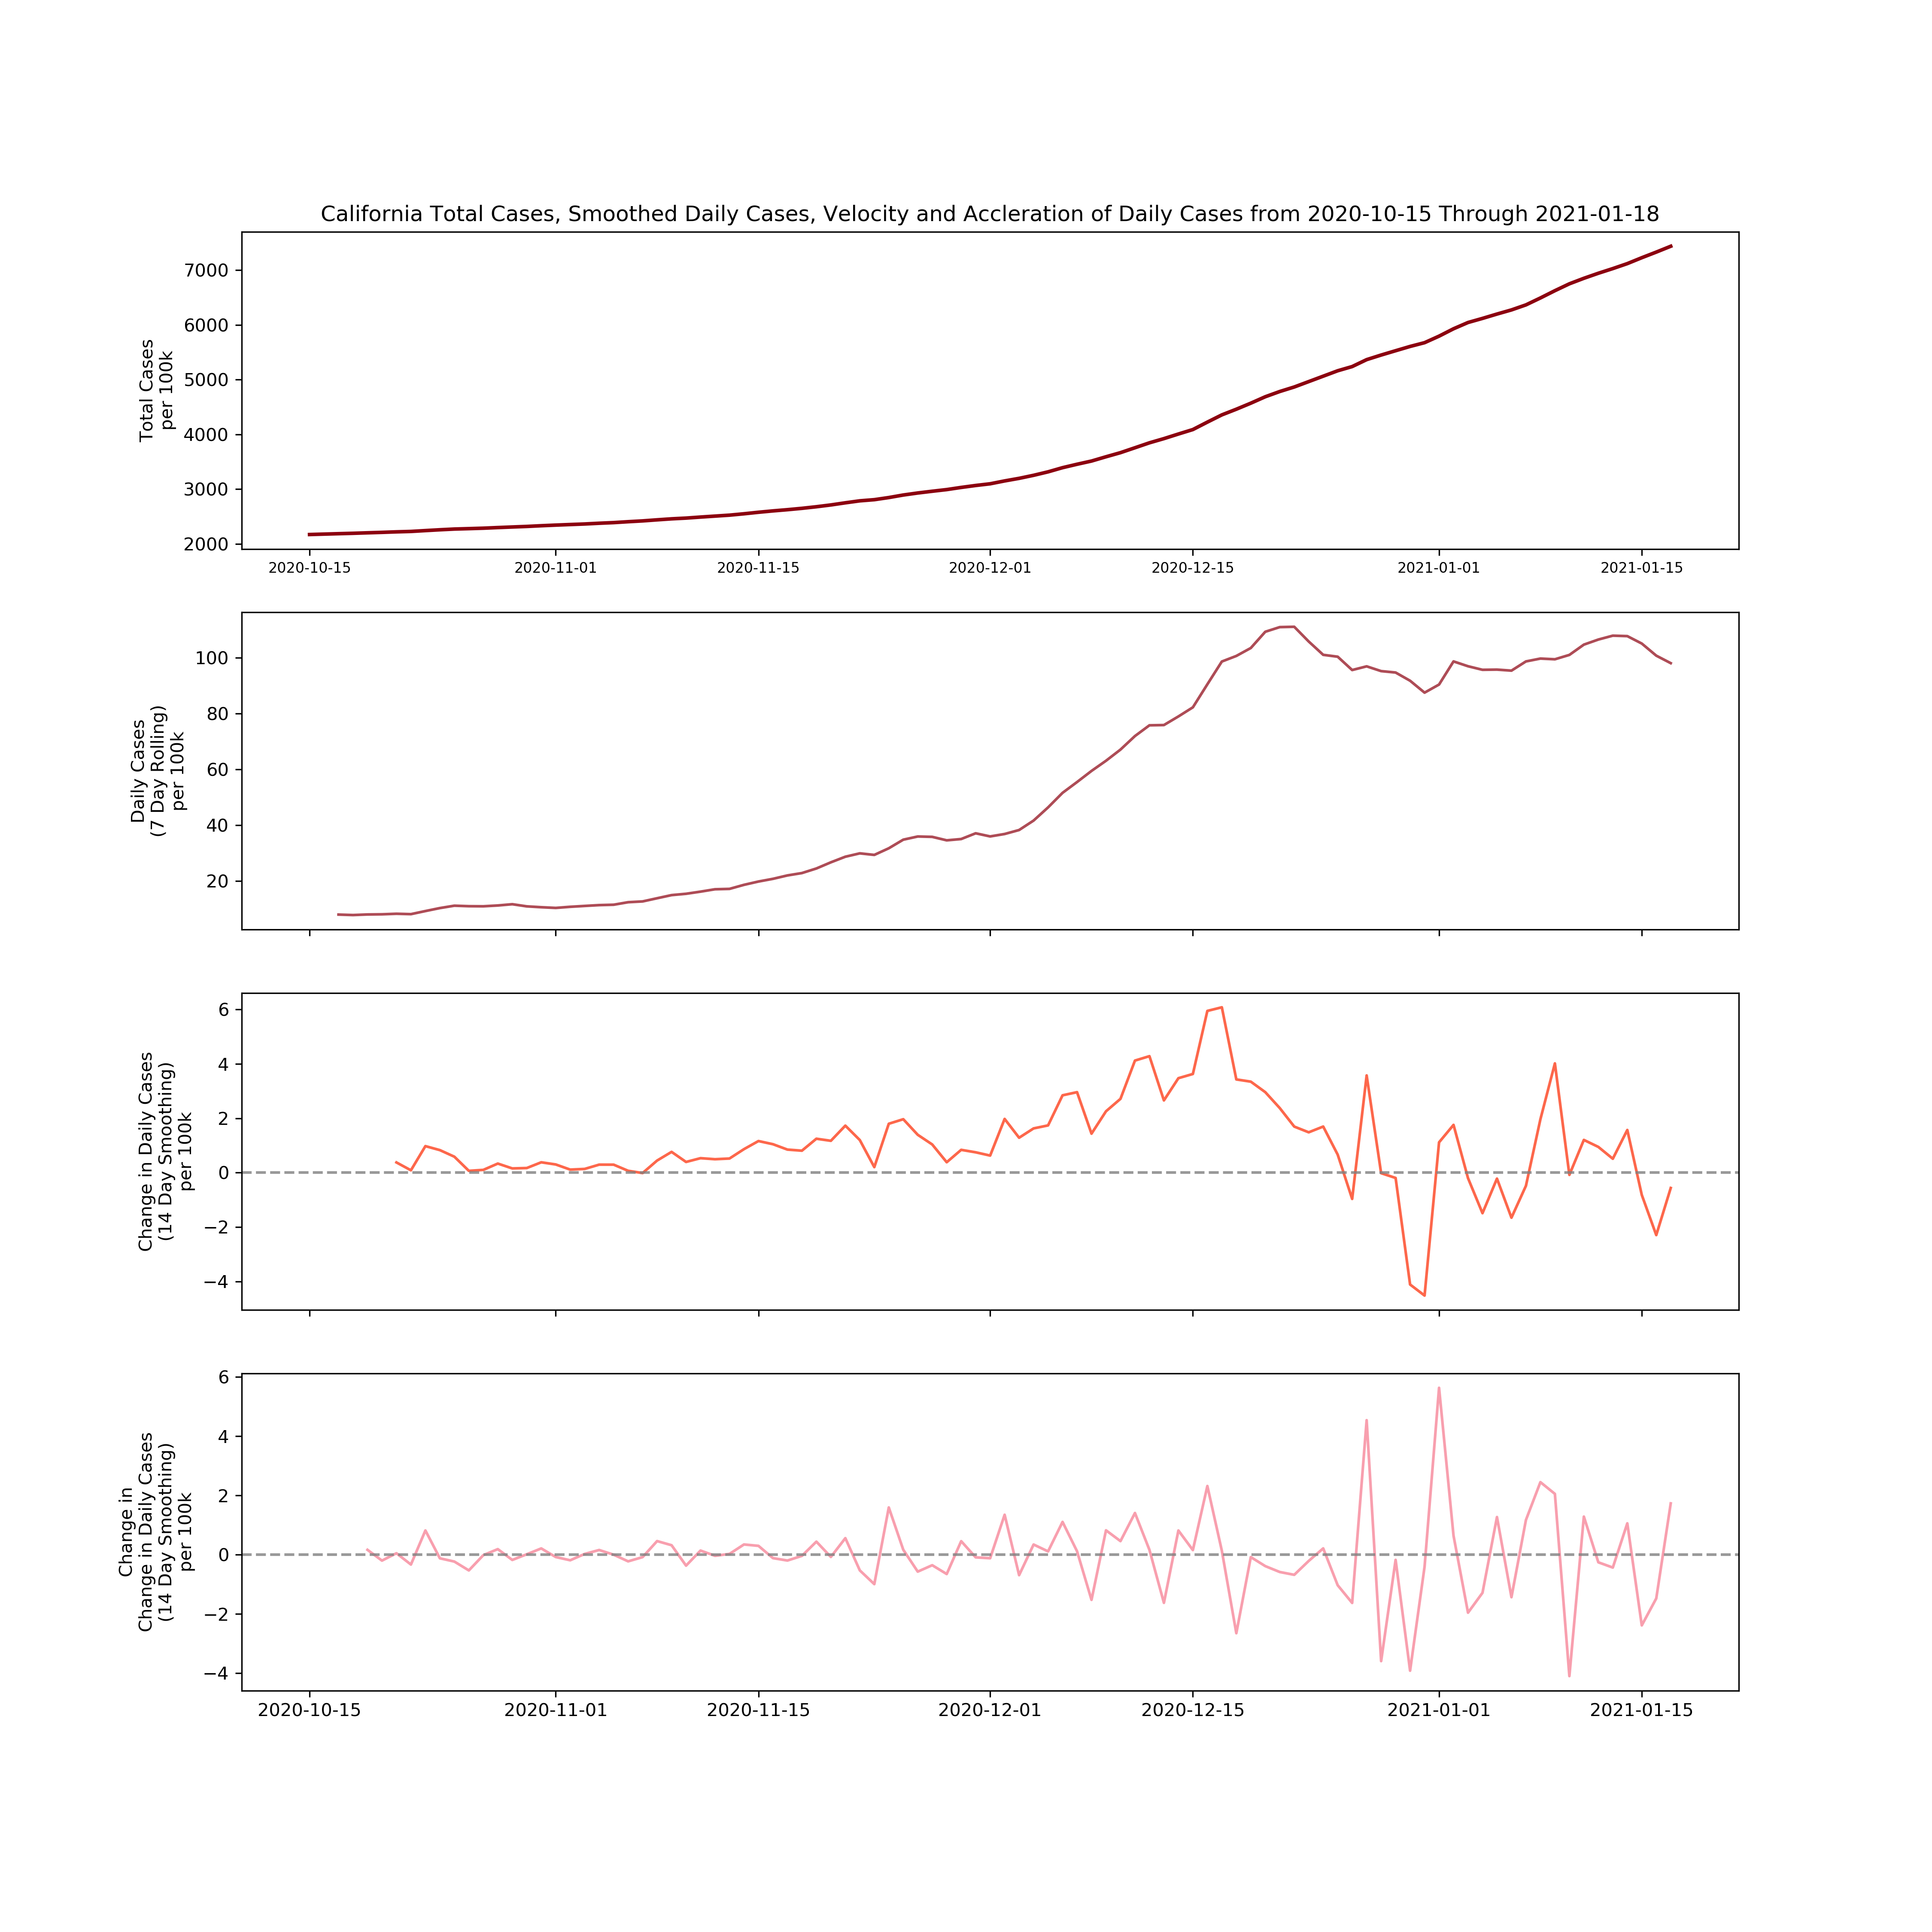 California Total Cases, Smoothed Daily Cases, Velocity and Accleration of Daily Cases from 2020-10-15 Through 2021-01-18
Total Cases
per 100k
7000
6000
5000
4000
3000
2000
2020-10-15
2020-11-01
2020-11-15
2020-12-01
2020-12-15
2021-01-01
2021-01-15
Daily Cases
(7 Day Rolling)
per 100k
100
80
60
40
20
Change in Daily Cases
(14 Day Smoothing)
per 100k
6
4
2
0
−2
−4
Change in
Change in Daily Cases
(14 Day Smoothing)
per 100k
6
4
2
0
−2
−4
2020-10-15
2020-11-01
2020-11-15
2020-12-01
2020-12-15
2021-01-01
2021-01-15